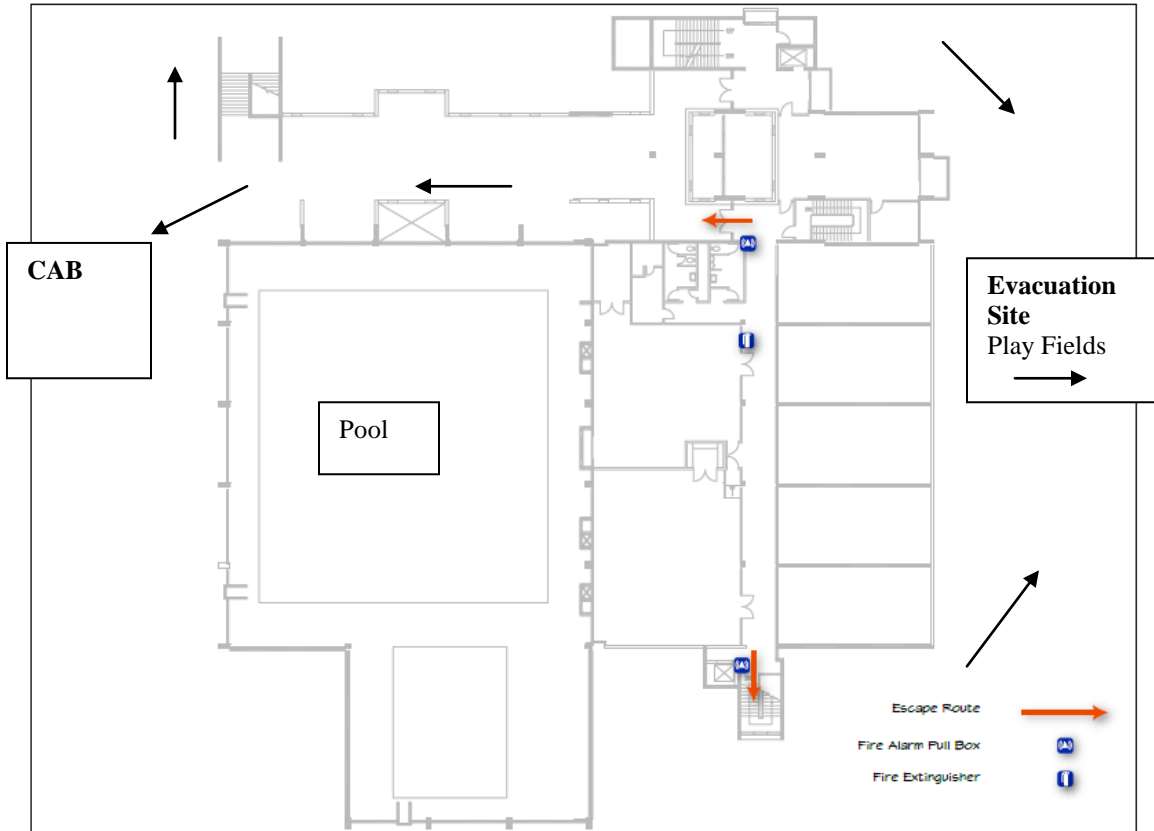 CAB
Evacuation
Site
Play Fields
Pool
Escape Route
Fire Alarm Pull Box
Fire Extinguisher